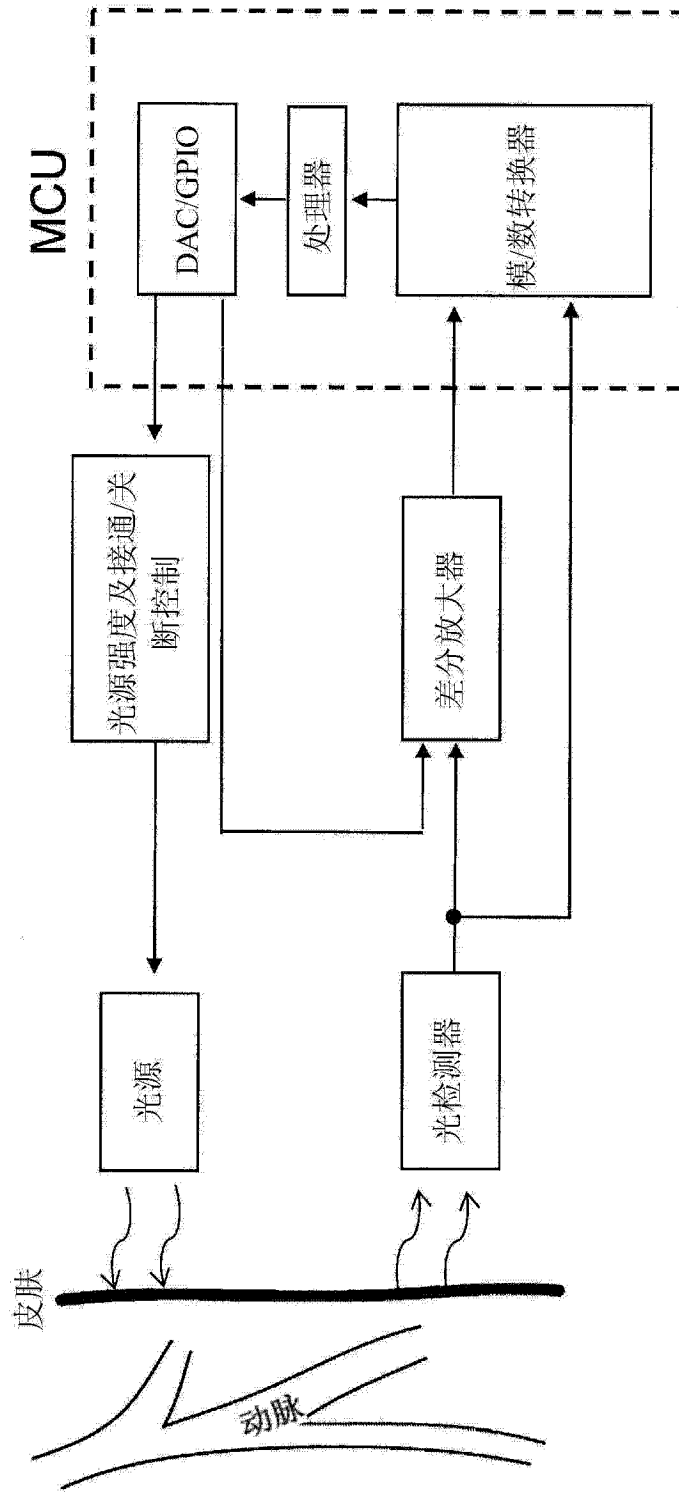 MCU
DAC/GPIO
处理器
模/数转换器
光源强度及接通/关
断控制
差分放大器
光源
光检测器
皮肤
动脉